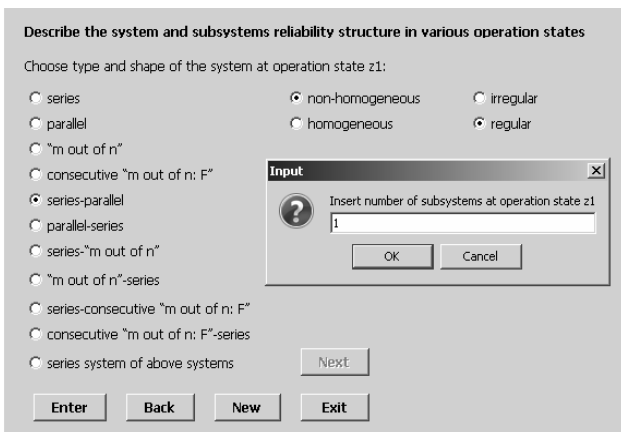 Describe the system and subsystems reliability structure in various operation states
Choose type and shape of the system at operation state z1:
series
non-homogeneous
irregular
parallel
homogeneous
regular
"m out of n"
consecutive "m out of n: F"
series-parallel
parallel-series
series-"m out of n"
"m out of n"-series
series-consecutive "m out of n: F"
consecutive "m out of n: F"-series
series system of above systems
Input
X
?
Insert number of subsystems at operation state z1
1
OK
Cancel
Next
Enter
Back
New
Exit